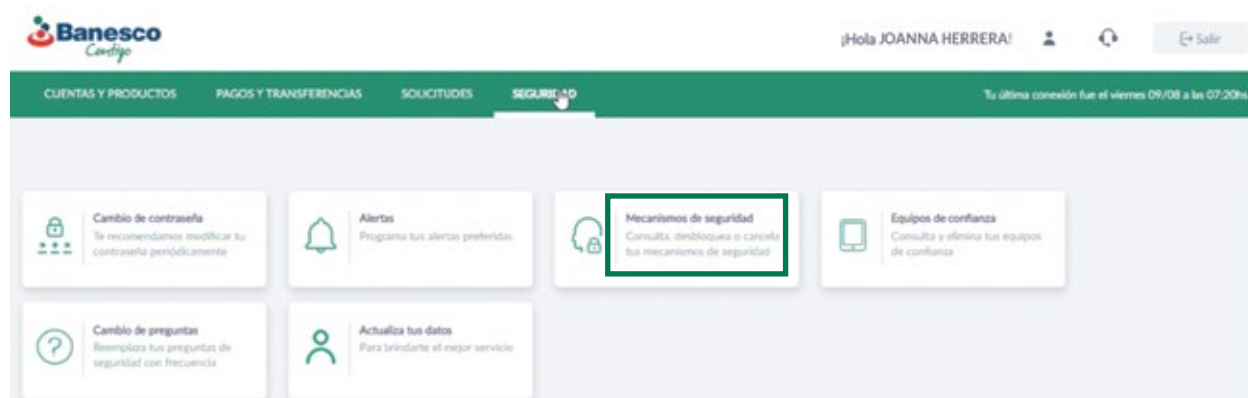 Banesco
Contigo
¡Hola JOANNA HERRERA!
Salir
CUENTAS Y PRODUCTOS
PAGOS Y TRANSFERENCIAS
SOLICITUDES
SEGURIDAD
Tu última conexión fue el viernes 09/08 a las 07:20hs
Cambio de contraseña
Te recomendamos modificar tu
contraseña periódicamente
Alertas
Programa tus alertas preferidas
Mecanismos de seguridad
Consulta, desbloquea o cancela
tus mecanismos de seguridad
Equipos de confianza
Consulta y elimina tus equipos
de confianza
Cambio de preguntas
Reemplaza tus preguntas de
seguridad con frecuencia
Actualiza tus datos
Para brindarte el mejor servicio